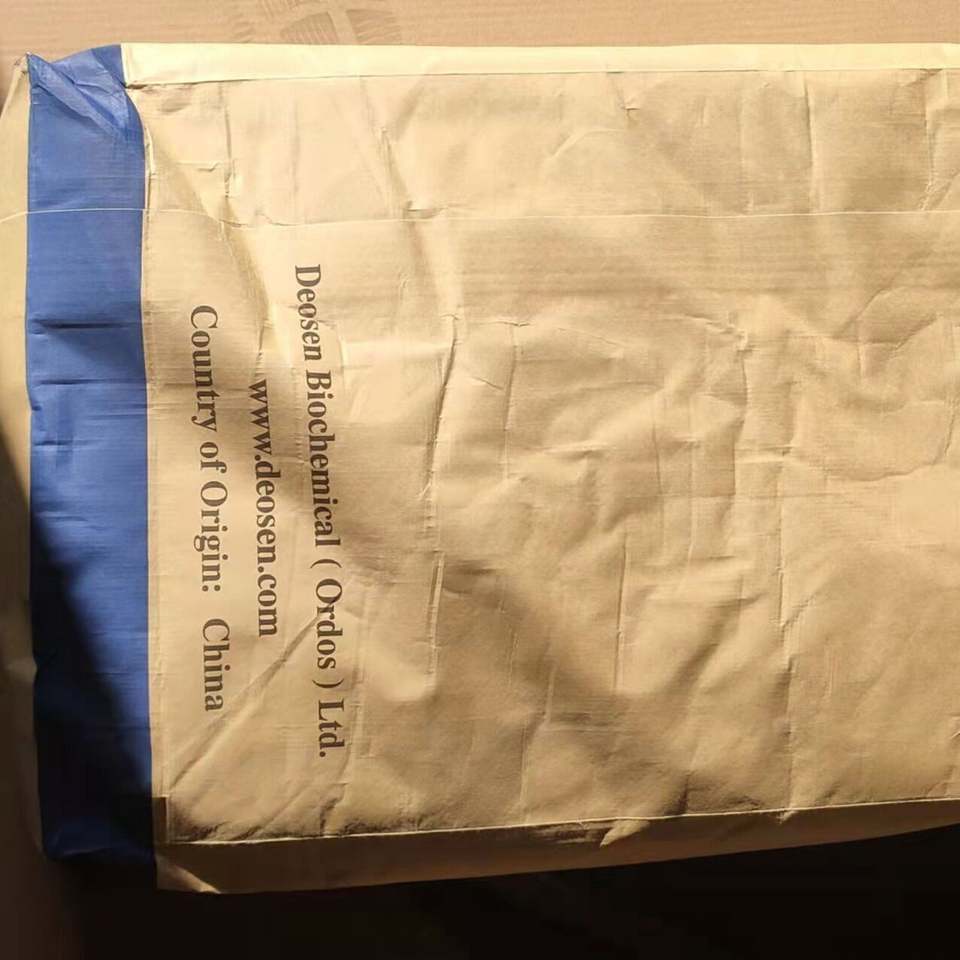 Deosen Biochemical ( Ordos ) Ltd.
www.deosen.com
Country of Origin: China